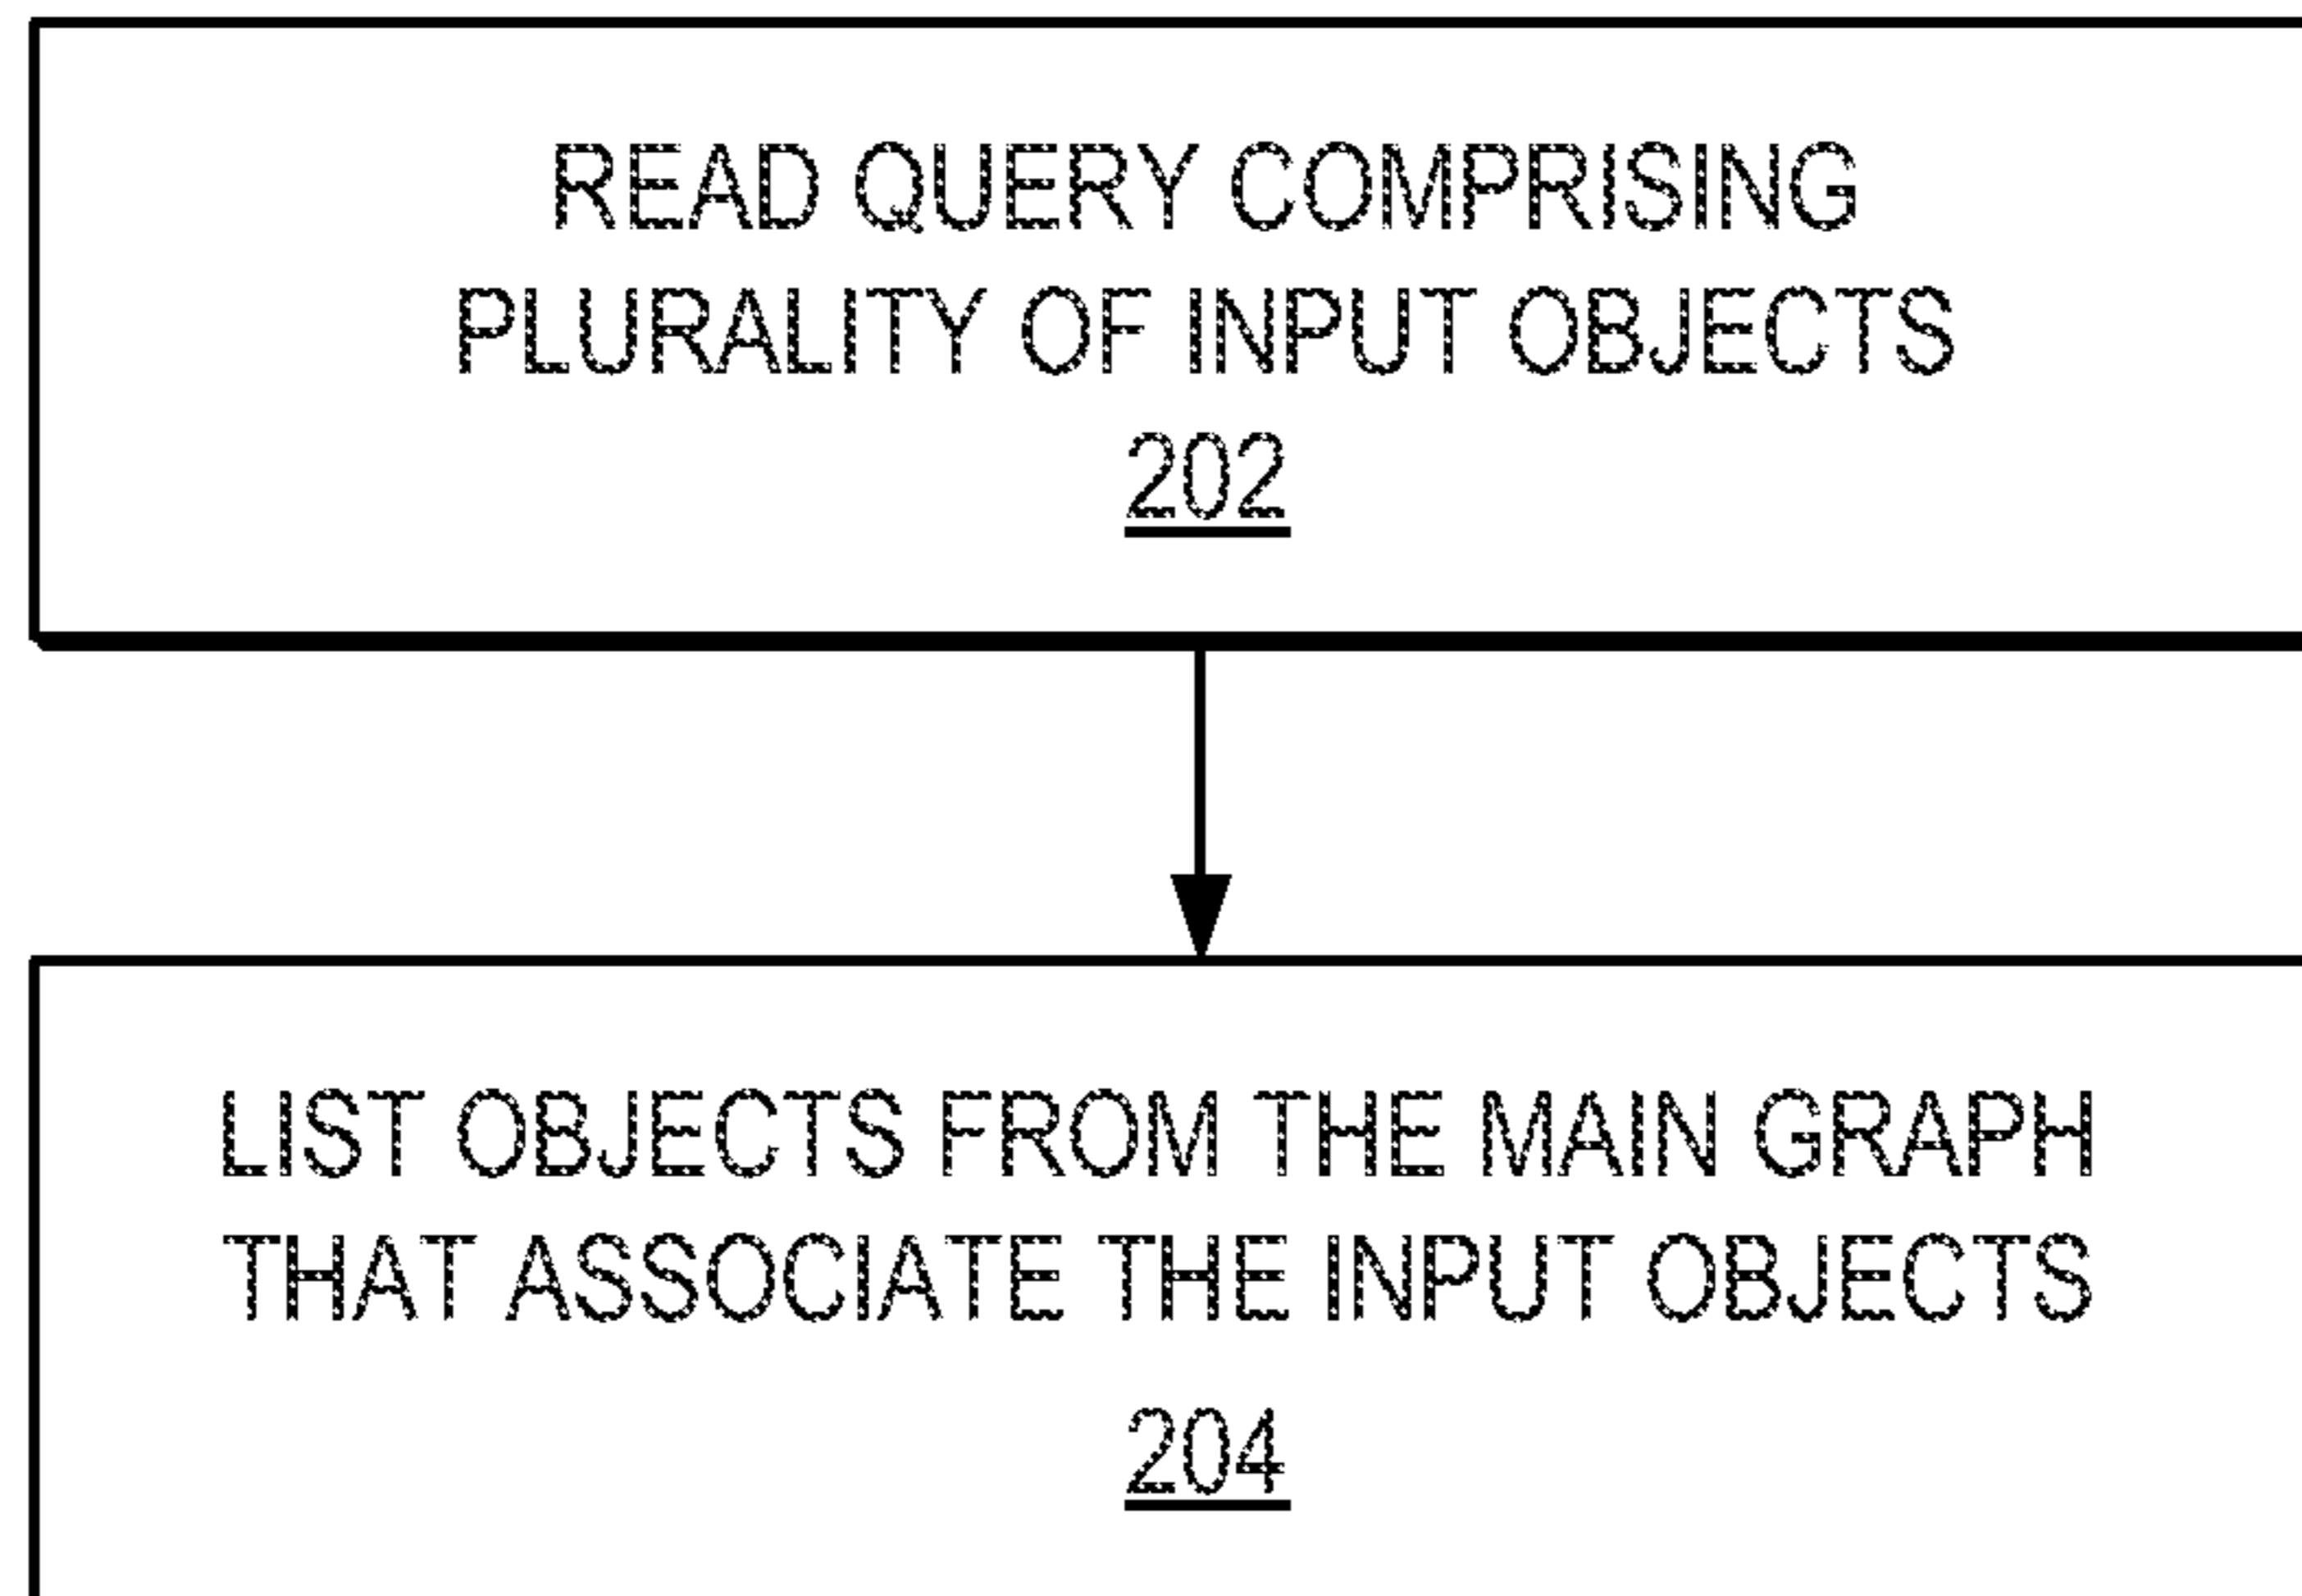 READ QUERY COMPRISING
PLURALITY OF INPUT OBJECTS
202
LIST OBJECTS FROM THE MAIN GRAPH
THAT ASSOCIATE THE INPUT OBJECTS
204